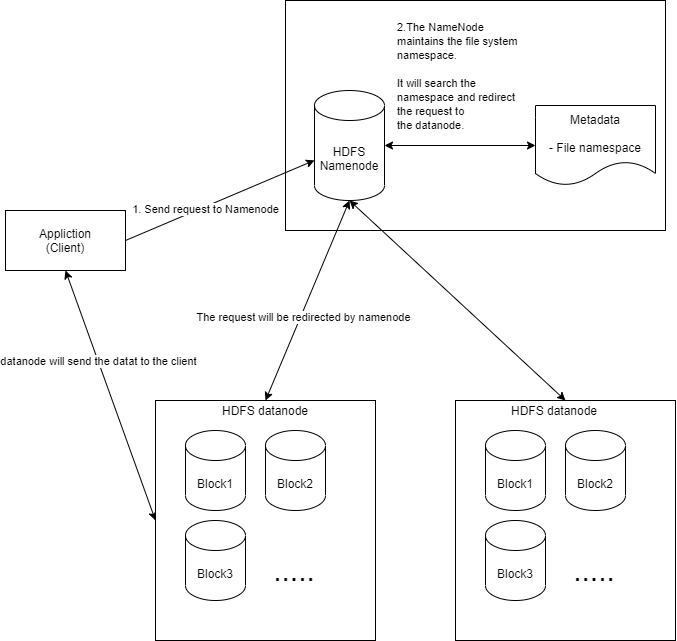 2.The NameNode
maintains the file system
namespace.
It will search the
namespace and redirect
the request to
the datanode.
Metadata
- File namespace
HDFS
Namenode
1. Send request to Namenode
Appliction
(Client)
The request will be redirected by namenode
datanode will send the datat to the client
HDFS datanode
Block1
Block2
Block3
.....
HDFS datanode
Block1
Block2
Block3
.....